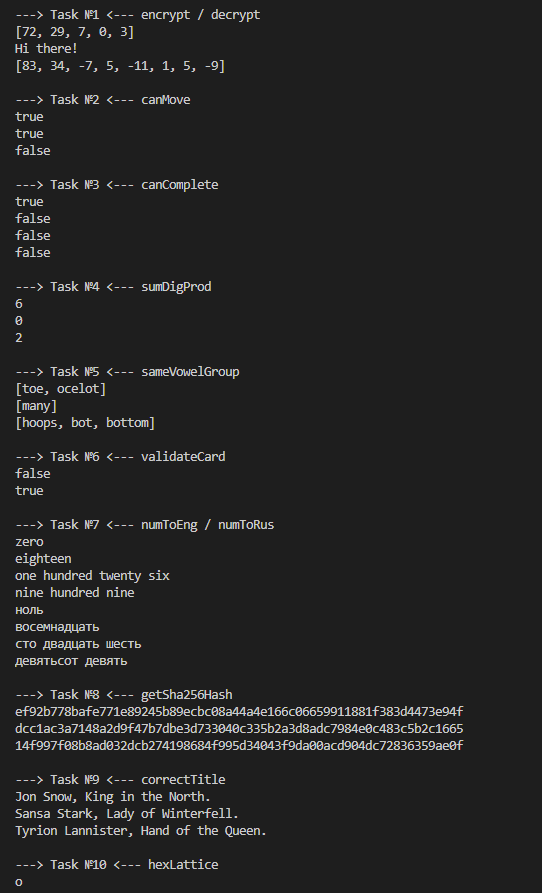 ---> Task №1 <--- encrypt / decrypt
[72, 29, 7, 0, 3]
Hi there!
[83, 34, -7, 5, -11, 1, 5, -9]
---> Task №2 <--- canMove
true
true
false
---> Task №3 <--- canComplete
true
false
false
false
---> Task №4 <--- sumDigProd
6
0
2
---> Task №5 <--- sameVowelGroup
[toe, ocelot]
[many]
[hoops, bot, bottom]
---> Task №6 <--- validateCard
false
true
---> Task №7 <--- numToEng / numToRus
zero
eighteen
one hundred twenty six
nine hundred nine
ноль
восемнадцать
сто двадцать шесть
девятьсот девять
---> Task №8 <--- getSha256Hash
ef92b778bafe771e89245b89ecbc08a44a4e166c06659911881f383d4473e94f
dcc1ac3a7148a2d9f47b7dbe3d733040c335b2a3d8adc7984e0c483c5b2c1665
14f997f08b8ad032dcb274198684f995d34043f9da00acd904dc72836359ae0f
---> Task №9 <--- correctTitle
Jon Snow, King in the North.
Sansa Stark, Lady of Winterfell.
Tyrion Lannister, Hand of the Queen.
---> Task №10 <--- hexLattice
o